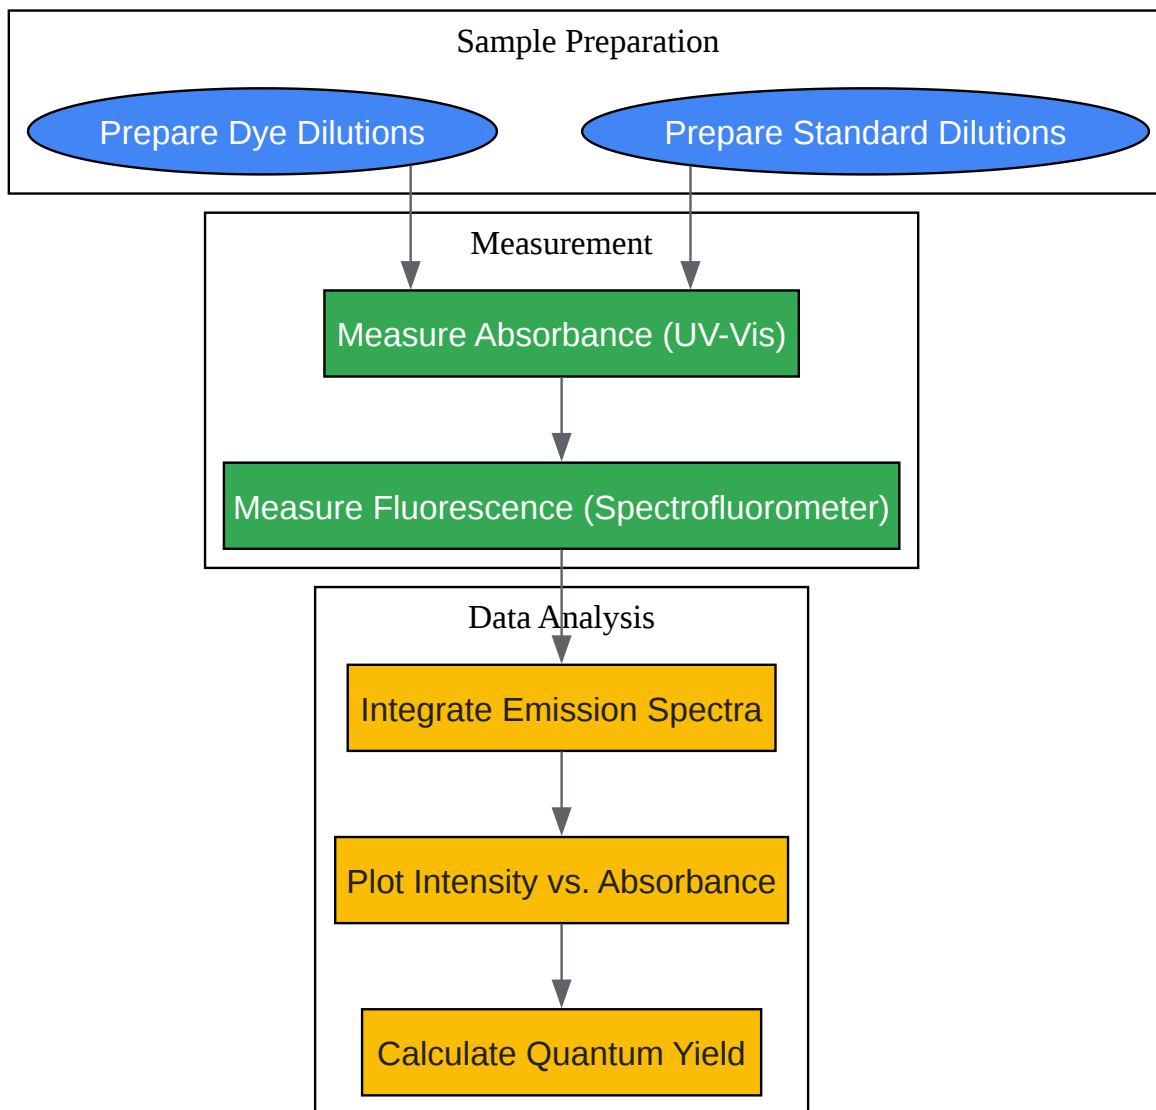 Sample Preparation
Prepare Dye Dilutions
Prepare Standard Dilutions
Measurement
Measure Absorbance (UV-Vis)
Measure Fluorescence (Spectrofluorometer)
Data Analysis
Integrate Emission Spectra
Plot Intensity vs. Absorbance
Calculate Quantum Yield